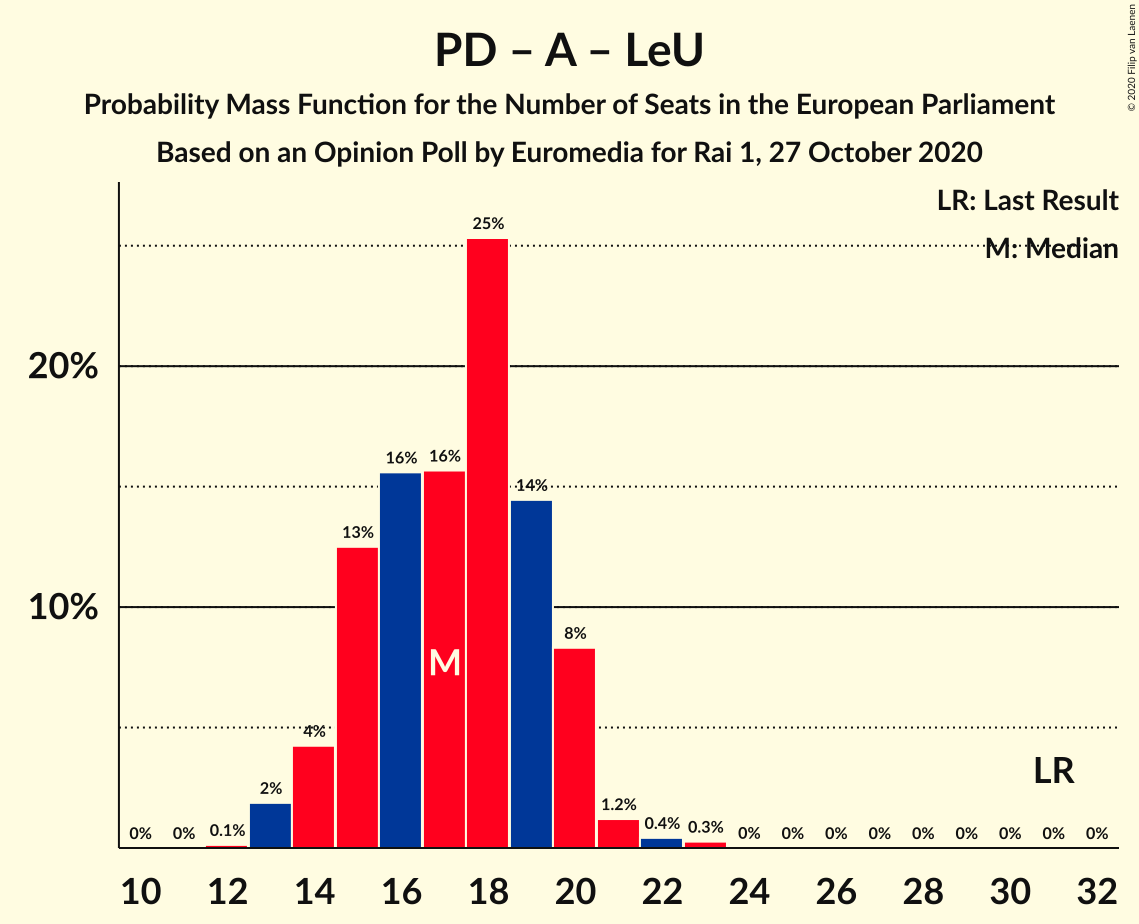 PD – A – LeU
Probability Mass Function for the Number of Seats in the European Parliament
Based on an Opinion Poll by Euromedia for Rai 1, 27 October 2020
© 2020 Filip van Laenen
LR: Last Result
M: Median
20%
10%
0%
0%
0.1%
2%
4%
13%
16%
16%
25%
14%
8%
1.2%
0.4%
0.3%
0%
0%
0%
0%
0%
0%
0%
0%
0%
M
LR
10 12 14 16 18 20 22 24 26 28 30 32